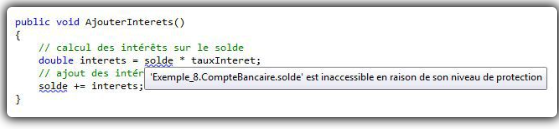 public void AjouterInterets()
{
// calcul des intérêts sur le solde
double interets = solde * tauxInteret;
// ajout des intér
'Exemple_8.CompteBancaire.solde' est inaccessible en raison de son niveau de protection
solde += interets;
}